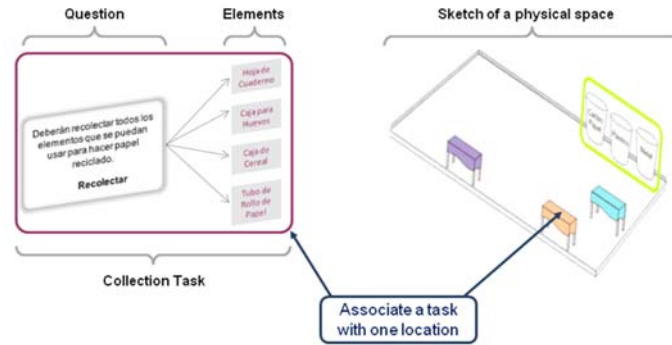 Question
Elements
Sketch of a physical space
Deberán recolectar todos los
elementos que se puedan
usar para hacer papel
reciclado.
Recolectar
Hoja de
Cuaderno
Caja para
Huevos
Caja de
Cereal
Tubo de
Rollo de
Papel
Papel
Metal
Collection Task
Associate a task
with one location